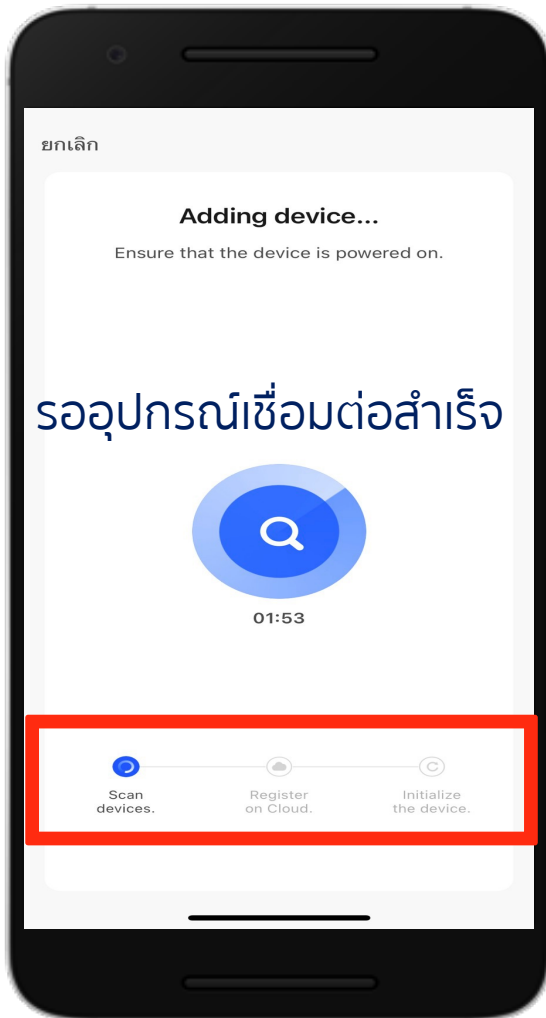 ยกเลิก
Adding device...
Ensure that the device is powered on.
รออุปกรณ์เชื่อมต่อสำเร็จ
01:53
Scan
devices.
Register
on Cloud.
Initialize
the device.